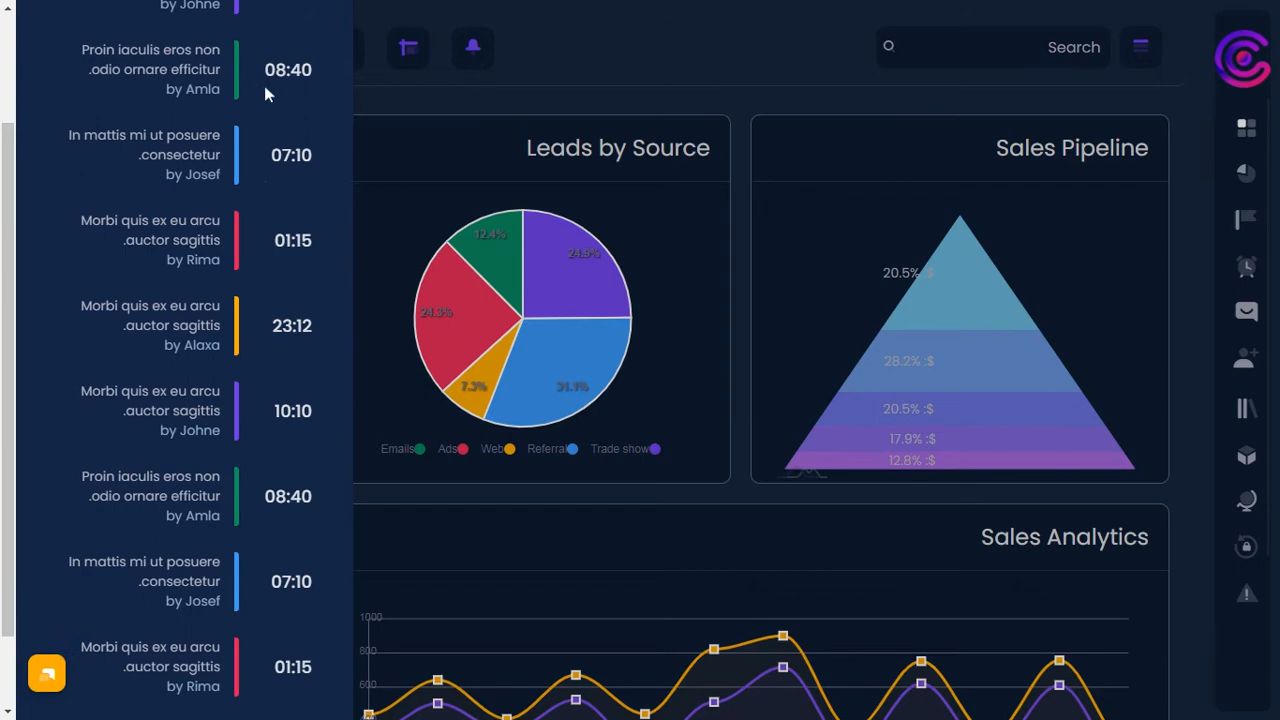 by Johne
Proin iaculis eros non
.odio ornare efficitur
by Amla
08:40
In mattis mi ut posuere
.consectetur
by Josef
07:10
Morbi quis ex eu arcu
.auctor sagittis
by Rima
01:15
Morbi quis ex eu arcu
.auctor sagittis
by Alaxa
23:12
Morbi quis ex eu arcu
.auctor sagittis
by Johne
10:10
Proin iaculis eros non
.odio ornare efficitur
by Amla
08:40
In mattis mi ut posuere
.consectetur
by Josef
07:10
Morbi quis ex eu arcu
.auctor sagittis
by Rima
01:15
Search
Leads by Source
12.4%
24.9%
24.3%
7.3%
31.1%
Emails
Ads
Web
Referral
Trade show
Sales Pipeline
20.5% :$
28.2% :$
20.5% :$
17.9% :$
12.8% :$
Sales Analytics
1000
800
600